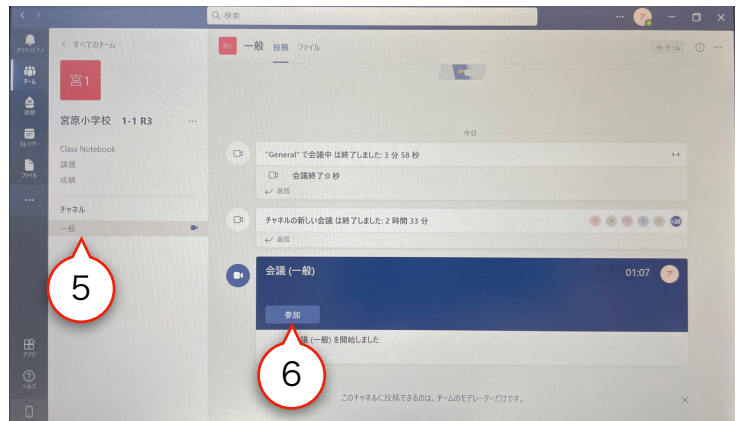 検索
ア
アクティビティ
チーム
課題
カレンダー
ファイル
アプリ
ヘルプ
すべてのチーム
宮1
宮原小学校 1-1 R3
Class Notebook
課題
成績
チャネル
一般
5
宮1 一般 投稿 ファイル
チーム
今日
"General" で会議中 は終了しました: 3 分 58 秒
1-1
会議終了:0 秒
返信
チャネルの新しい会議 は終了しました: 2 時間 33 分
+20
返信
会議 (一般)
01:07 ア
参加
議 (一般) を開始しました
6
このチャネルに投稿できるのは、チームのモデレーターだけです。